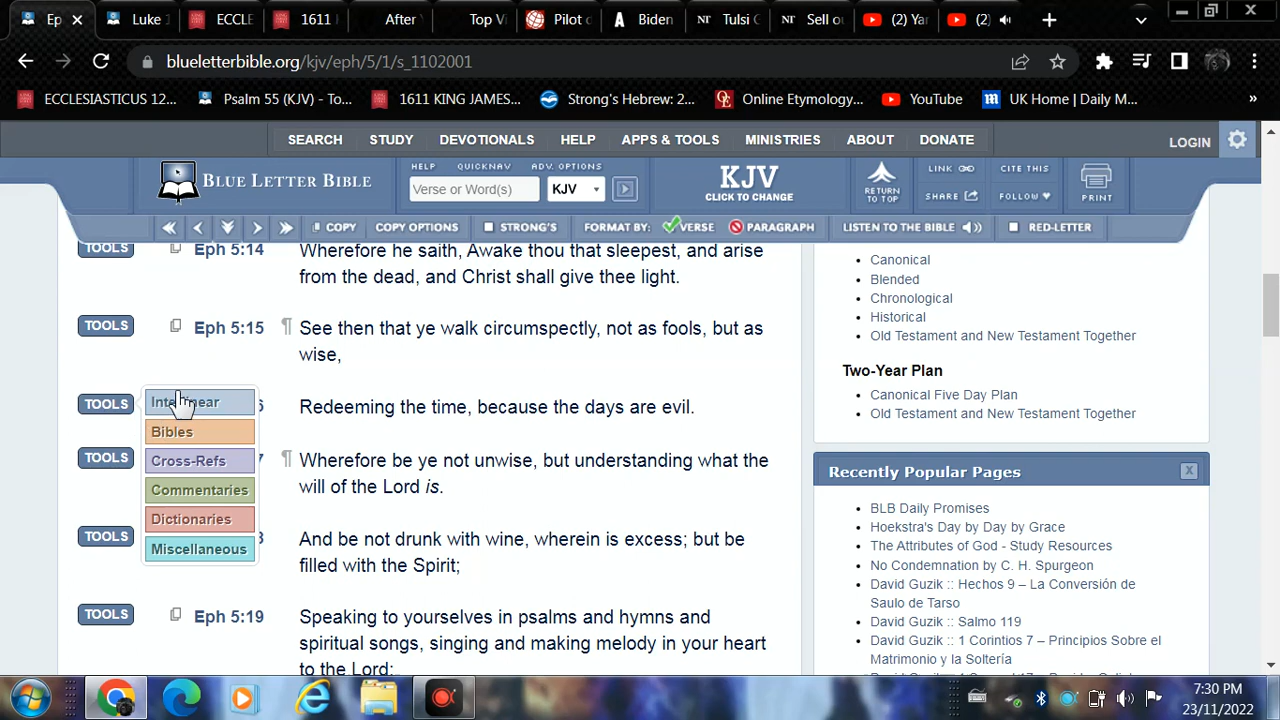 Ep
Luke
ECCLE
1611
After
Top V
Pilot c
Biden
Tulsi
Sell o
(2) Ya
(2)
blueletterbible.org/kjv/eph/5/1/s_1102001
ECCLESIASTICUS 12...
Psalm 55 (KJV) - To...
1611 KING JAMES...
Strong's Hebrew: 2...
Online Etymology...
YouTube
UK Home | Daily M...
SEARCH STUDY DEVOTIONALS HELP APPS & TOOLS MINISTRIES ABOUT DONATE LOGIN
BLUE LETTER BIBLE
HELP QUICKNAV ADV. OPTIONS
Verse or Word(s) KJV
KJV
CLICK TO CHANGE
RETURN
TO TOP
LINK CITE THIS
SHARE FOLLOW
PRINT
COPY COPY OPTIONS STRONG'S FORMAT BY: VERSE PARAGRAPH LISTEN TO THE BIBLE RED-LETTER
TOOLS Eph 5:14 Wherefore he saith, Awake thou that sleepest, and arise
from the dead, and Christ shall give thee light.
TOOLS Eph 5:15 ¶ See then that ye walk circumspectly, not as fools, but as
wise,
TOOLS 6 Redeeming the time, because the days are evil.
Interlinear
Bibles
Cross-Refs
Commentaries
Dictionaries
Miscellaneous
TOOLS 7 ¶ Wherefore be ye not unwise, but understanding what the
will of the Lord is.
TOOLS 8 And be not drunk with wine, wherein is excess; but be
filled with the Spirit;
TOOLS Eph 5:19 Speaking to yourselves in psalms and hymns and
spiritual songs, singing and making melody in your heart
to the Lord;
Canonical
Blended
Chronological
Historical
Old Testament and New Testament Together
Two-Year Plan
Canonical Five Day Plan
Old Testament and New Testament Together
Recently Popular Pages X
BLB Daily Promises
Hoekstra's Day by Day by Grace
The Attributes of God - Study Resources
No Condemnation by C. H. Spurgeon
David Guzik :: Hechos 9 – La Conversión de
Saulo de Tarso
David Guzik :: Salmo 119
David Guzik :: 1 Corintios 7 – Principios Sobre el
Matrimonio y la Soltería
7:30 PM
23/11/2022